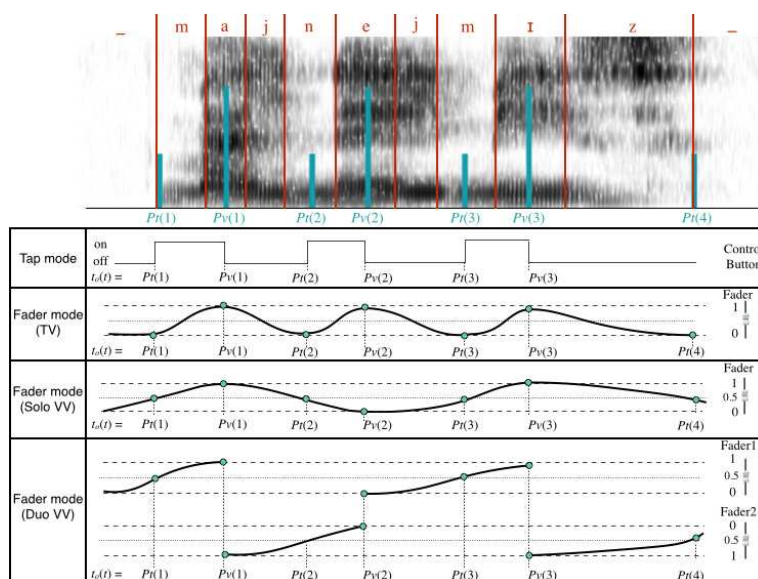 _ m a j n e j m ɪ z _
Pt(1) Pv(1) Pt(2) Pv(2) Pt(3) Pv(3) Pt(4)
on
Tap mode
off
Control
Button
t_o(t) = Pt(1) Pv(1) Pt(2) Pv(2) Pt(3) Pv(3)
Fader
Fader mode
(TV)
1
0
t_o(t) = Pt(1) Pv(1) Pt(2) Pv(2) Pt(3) Pv(3) Pt(4)
Fader
Fader mode
(Solo VV)
1
0.5
0
t_o(t) = Pt(1) Pv(1) Pt(2) Pv(2) Pt(3) Pv(3) Pt(4)
Fader1
1
0.5
0
Fader mode
(Duo VV)
Fader2
0
0.5
1
t_o(t) = Pt(1) Pv(1) Pt(2) Pv(2) Pt(3) Pv(3) Pt(4)